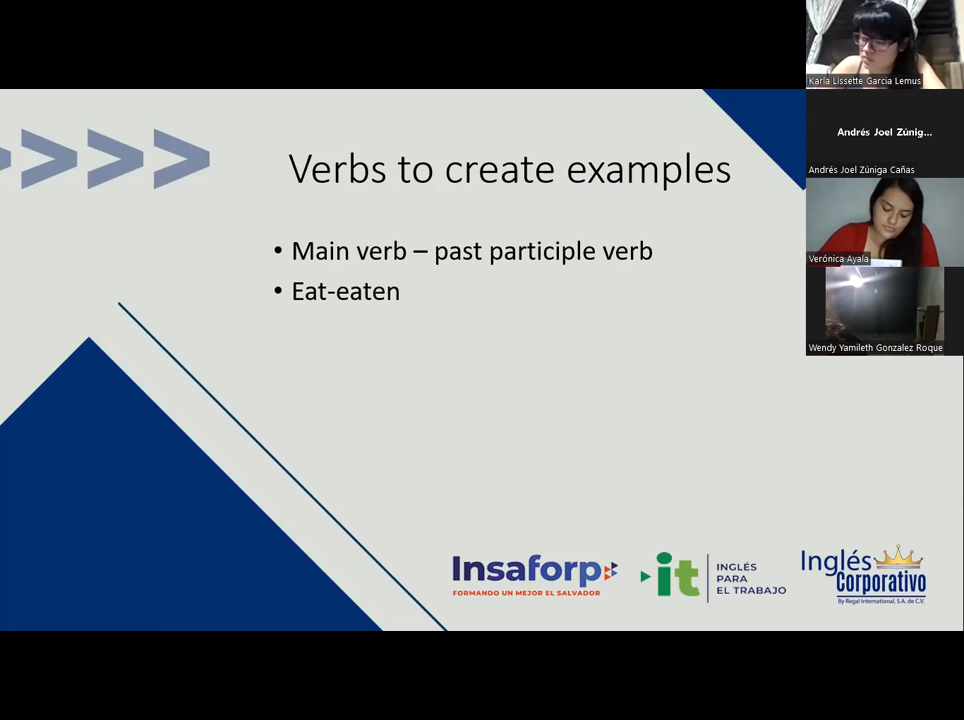 Karla Lissette Garcia Lemus
Andrés Joel Zúnig...
Andrés Joel Zúniga Cañas
Verónica Ayala
Wendy Yamileth Gonzalez Roque
>>>>
Verbs to create examples
• Main verb – past participle verb
• Eat-eaten
Insaforp
FORMANDO UN MEJOR EL SALVADOR
it
INGLÉS
PARA
EL TRABAJO
Inglés
Corporativo
By Regal International, S.A. de C.V.